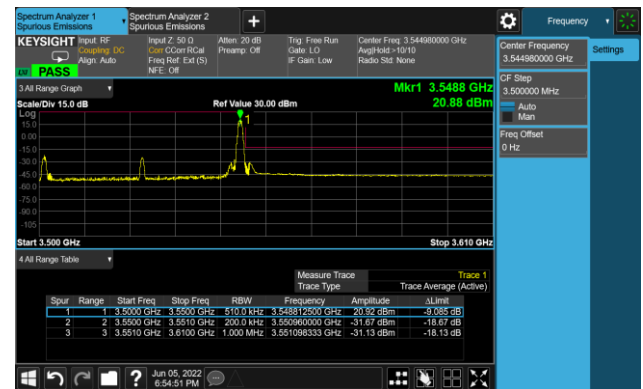 Spectrum Analyzer 1
Spurious Emissions
Spectrum Analyzer 2
Spurious Emissions
Frequency
KEYSIGHT
Input: RF
Coupling: DC
Align: Auto
Input Z: 50 Ω
Corr CCorr RCal
Freq Ref: Ext (S)
NFE: Off
Atten: 20 dB
Preamp: Off
Trig: Free Run
Gate: LO
IF Gain: Low
Center Freq: 3.544980000 GHz
Avg|Hold:>10/10
Radio Std: None
PASS
Center Frequency
3.544980000 GHz
Settings
CF Step
3.500000 MHz
Auto
Man
Freq Offset
0 Hz
3 All Range Graph
Scale/Div 15.0 dB
Ref Value 30.00 dBm
Mkr1 3.5488 GHz
20.88 dBm
Log
15.0
0.00
-15.0
-30.0
-45.0
-60.0
-75.0
-90.0
-105
1
Start 3.500 GHz
Stop 3.610 GHz
4 All Range Table
Measure Trace Trace 1
Trace Type Trace Average (Active)
Spur Range Start Freq Stop Freq RBW Frequency Amplitude ΔLimit
1 1 3.5000 GHz 3.5500 GHz 510.0 kHz 3.548812500 GHz 20.92 dBm -9.085 dB
2 2 3.5500 GHz 3.5510 GHz 200.0 kHz 3.550960000 GHz -31.67 dBm -18.67 dB
3 3 3.5510 GHz 3.6100 GHz 1.000 MHz 3.551098333 GHz -31.13 dBm -18.13 dB
Jun 05, 2022
6:54:51 PM